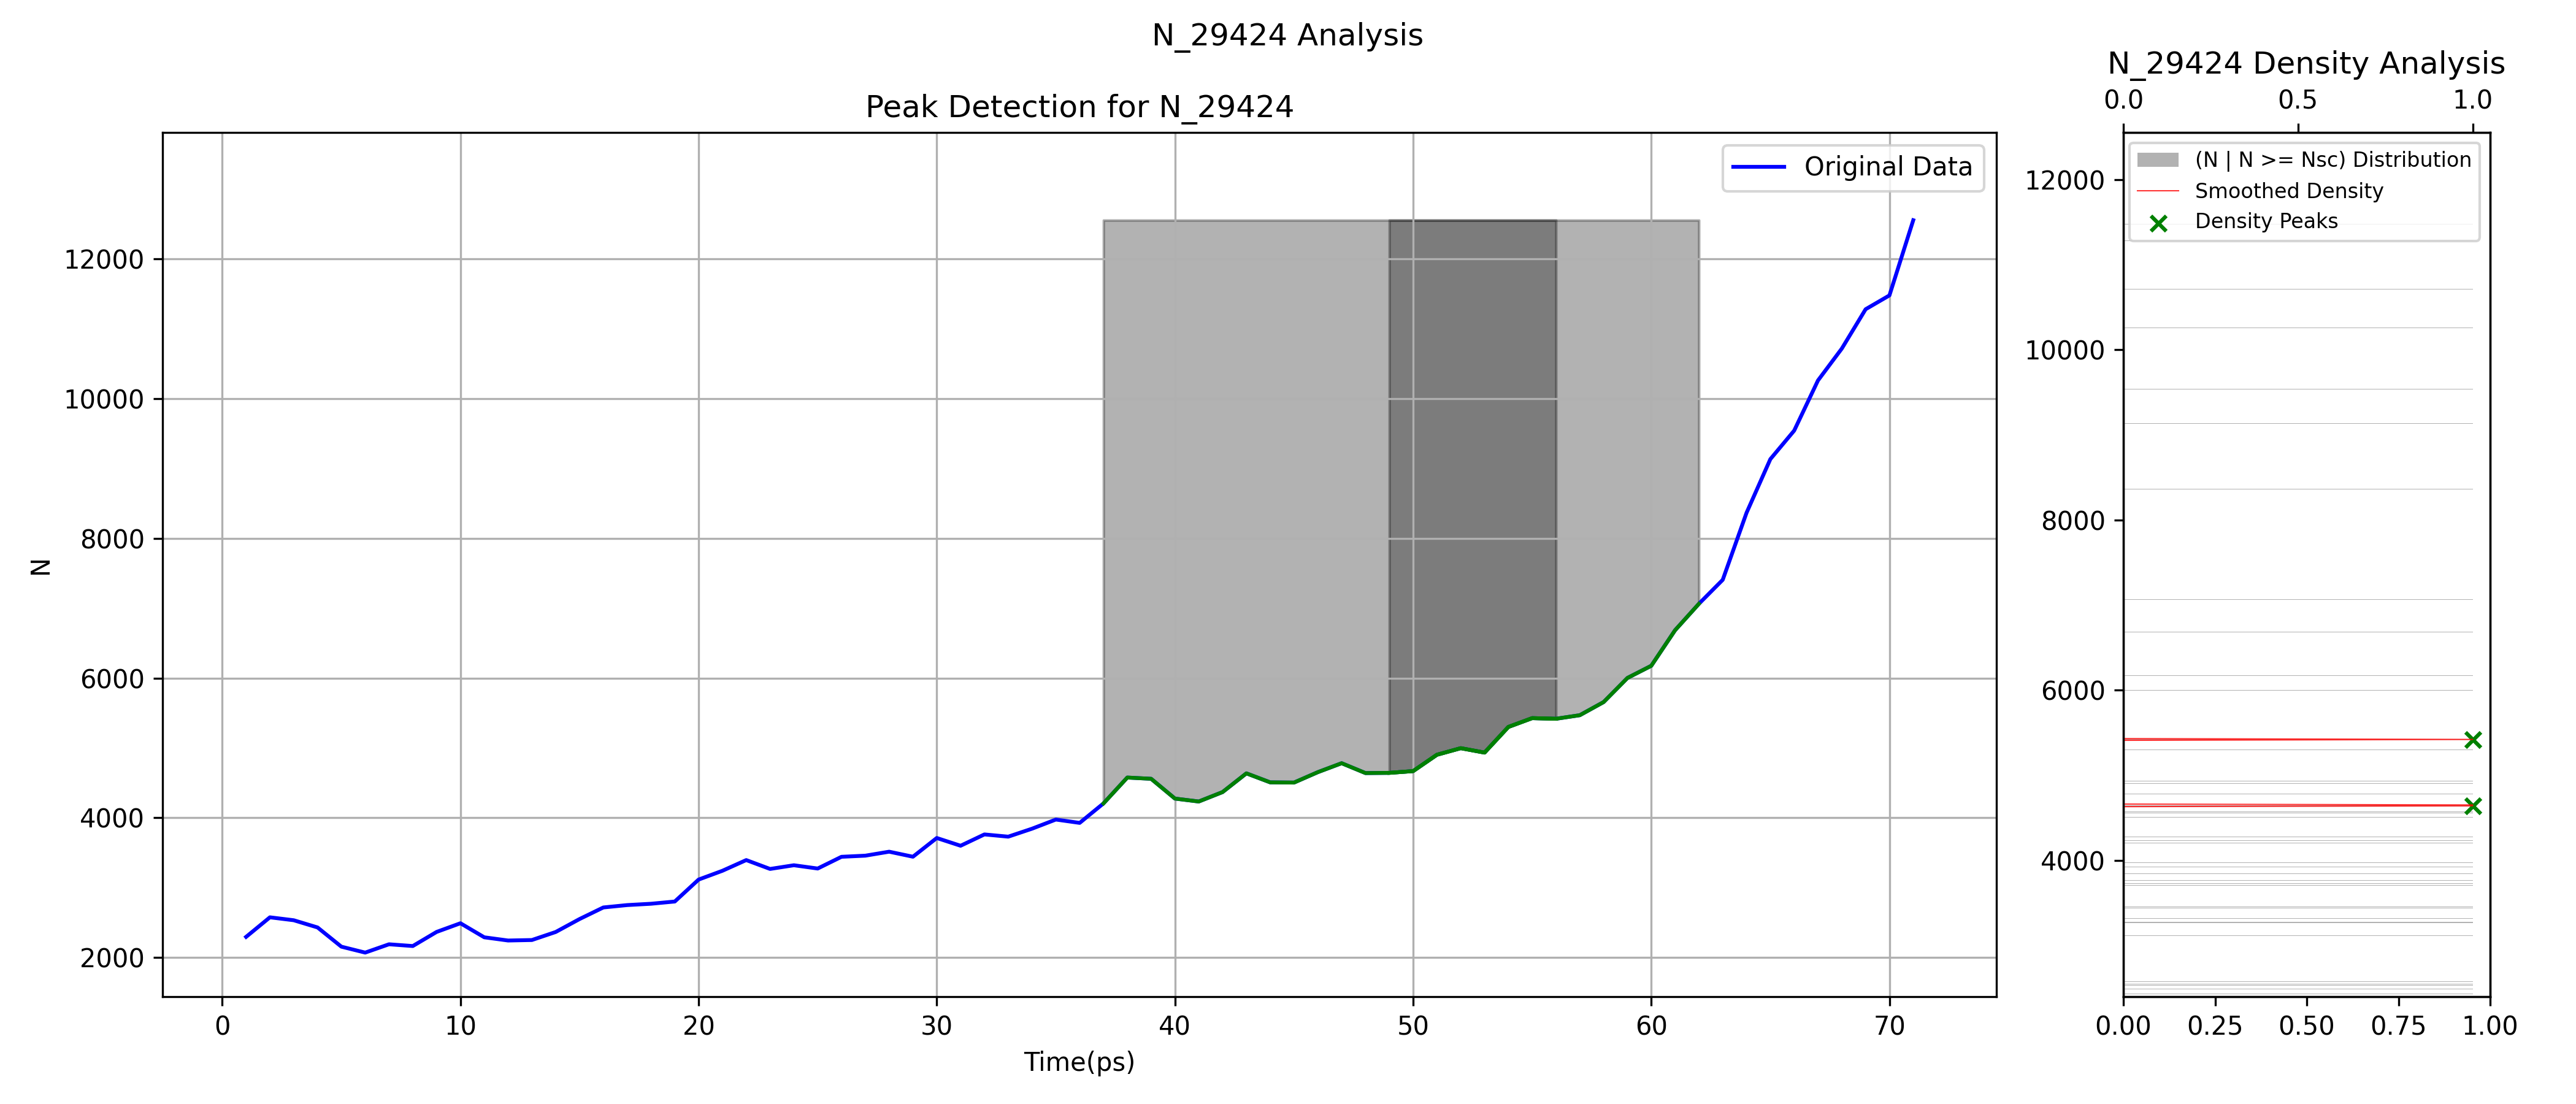 N_29424 Analysis
Peak Detection for N_29424
Original Data
N
12000
10000
8000
6000
4000
2000
0 10 20 30 40 50 60 70
Time(ps)
N_29424 Density Analysis
0.0 0.5 1.0
(N | N >= Nsc) Distribution
Smoothed Density
Density Peaks
12000
10000
8000
6000
4000
0.00 0.25 0.50 0.75 1.00